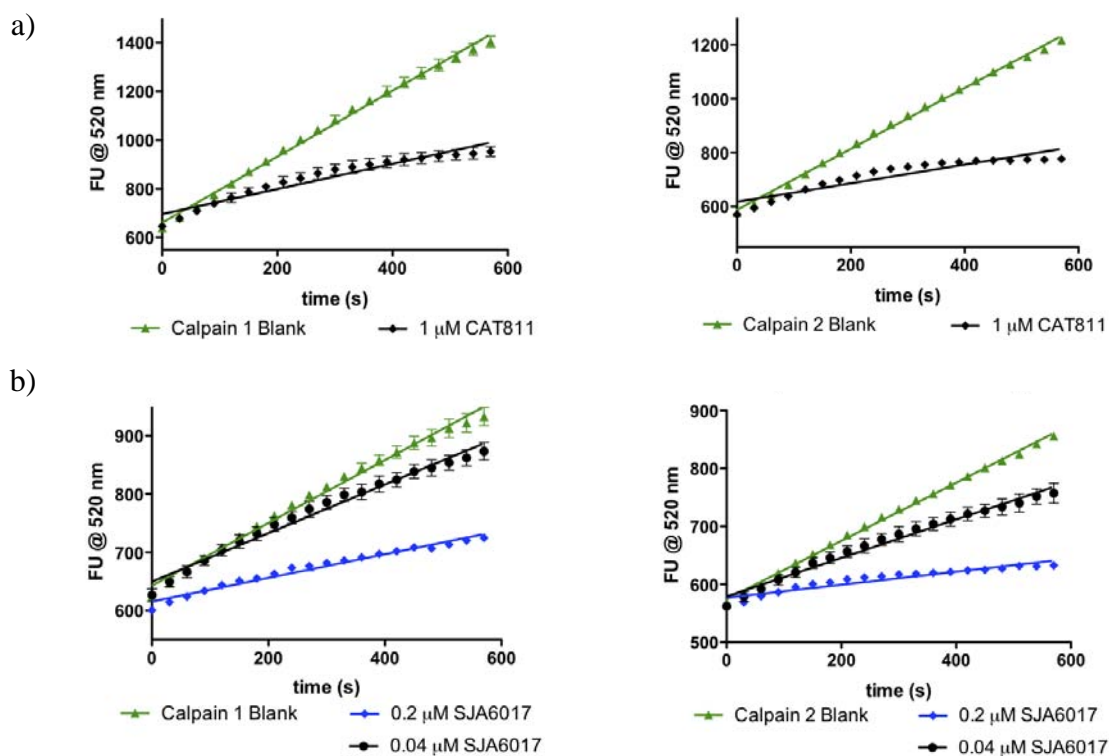 a)
1400
1200
1000
800
600
FU @ 520 nm
0
200
400
600
time (s)
Calpain 1 Blank
1 μM CAT811
1200
1000
800
600
FU @ 520 nm
0
200
400
600
time (s)
Calpain 2 Blank
1 μM CAT811
b)
900
800
700
600
FU @ 520 nm
0
200
400
600
time (s)
Calpain 1 Blank
0.2 μM SJA6017
0.04 μM SJA6017
900
800
700
600
500
FU @ 520 nm
0
200
400
600
time (s)
Calpain 2 Blank
0.2 μM SJA6017
0.04 μM SJA6017